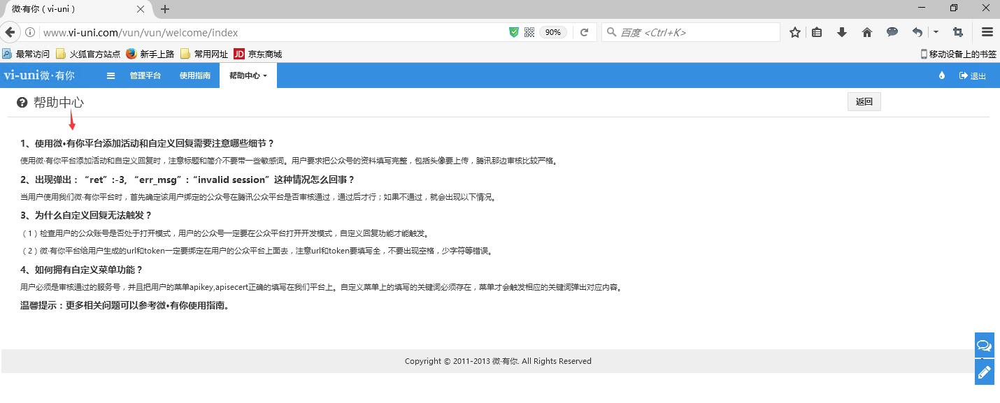 微·有你（vi-uni）
www.vi-uni.com/vun/vun/welcome/index
90%
百度 <Ctrl+K>
最常访问 火狐官方站点 新手上路 常用网址 JD 京东商城 移动设备上的书签
vi-uni微·有你 管理平台 使用指南 帮助中心 退出
帮助中心 返回
1、使用微•有你平台添加活动和自定义回复需要注意哪些细节？
使用微·有你平台添加活动和自定义回复时，注意标题和简介不要带一些敏感词。用户要求把公众号的资料填写完整，包括头像要上传，腾讯那边审核比较严格。
2、出现弹出：“ret”:-3, “err_msg”:“invalid session”这种情况怎么回事？
当用户使用我们微·有你平台时，首先确定该用户绑定的公众号在腾讯公众平台是否审核通过，通过后才行；如果不通过，就会出现以下情况。
3、为什么自定义回复无法触发？
（1）检查用户的公众账号是否处于打开模式，用户的公众号一定要在公众平台打开开发模式，自定义回复功能才能触发。
（2）微·有你平台给用户生成的url和token一定要绑定在用户的公众平台上面去，注意url和token要填写全，不要出现空格，少字符等错误。
4、如何拥有自定义菜单功能？
用户必须是审核通过的服务号，并且把用户的菜单apikey,apisecert正确的填写在我们平台上。自定义菜单上的填写的关键词必须存在，菜单才会触发相应的关键词弹出对应内容。
温馨提示：更多相关问题可以参考微•有你使用指南。
Copyright © 2011-2013 微·有你. All Rights Reserved